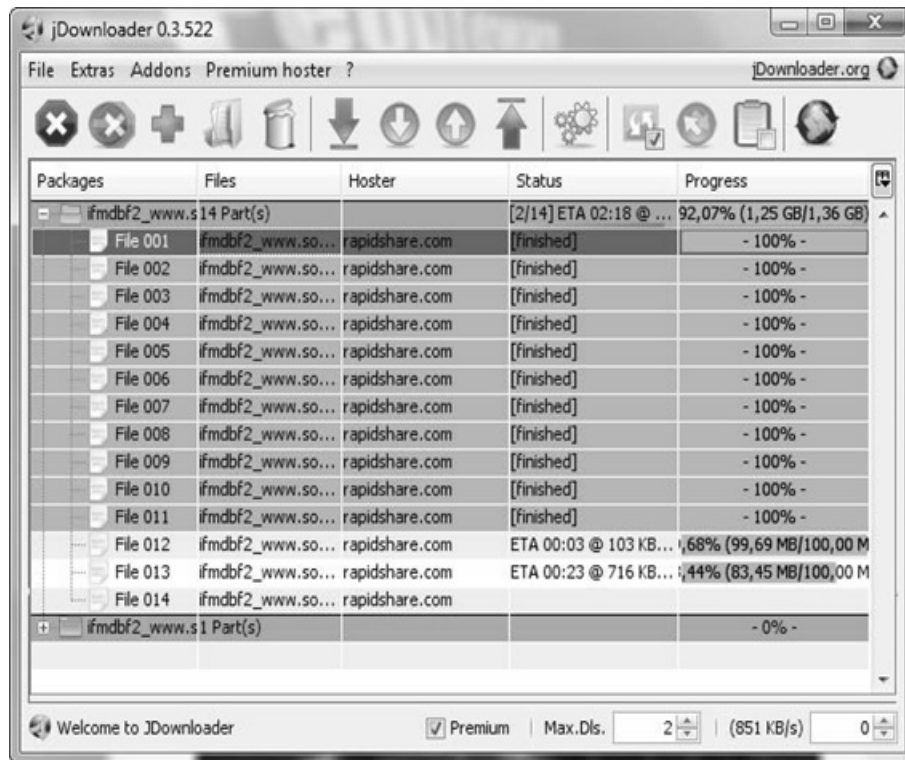 jDownloader 0.3.522
File Extras Addons Premium hoster ? jDownloader.org
Packages Files Hoster Status Progress
ifmdbf2_www.s 14 Part(s) [2/14] ETA 02:18 @ ... 92,07% (1,25 GB/1,36 GB)
File 001 ifmdbf2_www.so... rapidshare.com [finished] - 100% -
File 002 ifmdbf2_www.so... rapidshare.com [finished] - 100% -
File 003 ifmdbf2_www.so... rapidshare.com [finished] - 100% -
File 004 ifmdbf2_www.so... rapidshare.com [finished] - 100% -
File 005 ifmdbf2_www.so... rapidshare.com [finished] - 100% -
File 006 ifmdbf2_www.so... rapidshare.com [finished] - 100% -
File 007 ifmdbf2_www.so... rapidshare.com [finished] - 100% -
File 008 ifmdbf2_www.so... rapidshare.com [finished] - 100% -
File 009 ifmdbf2_www.so... rapidshare.com [finished] - 100% -
File 010 ifmdbf2_www.so... rapidshare.com [finished] - 100% -
File 011 ifmdbf2_www.so... rapidshare.com [finished] - 100% -
File 012 ifmdbf2_www.so... rapidshare.com ETA 00:03 @ 103 KB... ,68% (99,69 MB/100,00 M
File 013 ifmdbf2_www.so... rapidshare.com ETA 00:23 @ 716 KB... ,44% (83,45 MB/100,00 M
File 014 ifmdbf2_www.so... rapidshare.com
ifmdbf2_www.s 1 Part(s) - 0% -
Welcome to JDownloader Premium Max.Dls. 2 (851 KB/s) 0